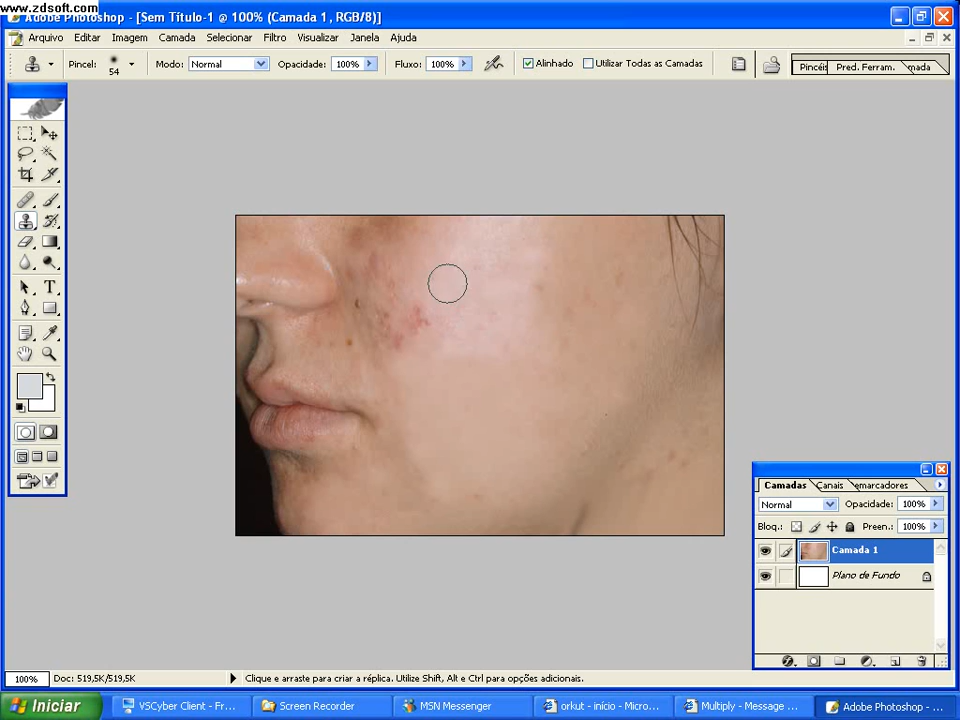 www.zdsoft.com
Adobe Photoshop - [Sem Título-1 @ 100% (Camada 1, RGB/8)]
Arquivo Editar Imagem Camada Selecionar Filtro Visualizar Janela Ajuda
Pincel: 54 Modo: Normal Opacidade: 100% Fluxo: 100% Alinhado Utilizar Todas as Camadas Pincéis Pred. Ferram. mada
T
Camadas Canais emarcadores
Normal Opacidade: 100%
Bloq.: Preen.: 100%
Camada 1
Plano de Fundo
100% Doc: 519,5K/519,5K Clique e arraste para criar a réplica. Utilize Shift, Alt e Ctrl para opções adicionais.
Iniciar VSCyber Client - Fr... Screen Recorder MSN Messenger orkut - início - Micro... Multiply - Message ... Adobe Photoshop - ...